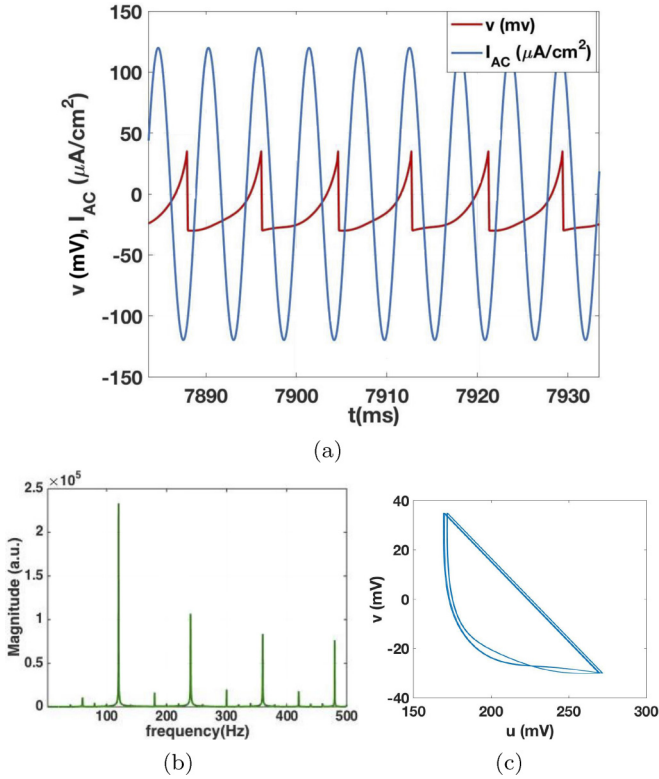 150
v (mv)
I_AC (μA/cm²)
100
50
0
-50
-100
-150
v (mV), I_AC (μA/cm²)
7890 7900 7910 7920 7930
t(ms)
(a)
×10⁵
2.5
2
1.5
1
0.5
0
Magnitude (a.u.)
0 100 200 300 400 500
frequency(Hz)
(b)
40
20
0
-20
-40
v (mV)
150 200 250 300
u (mV)
(c)